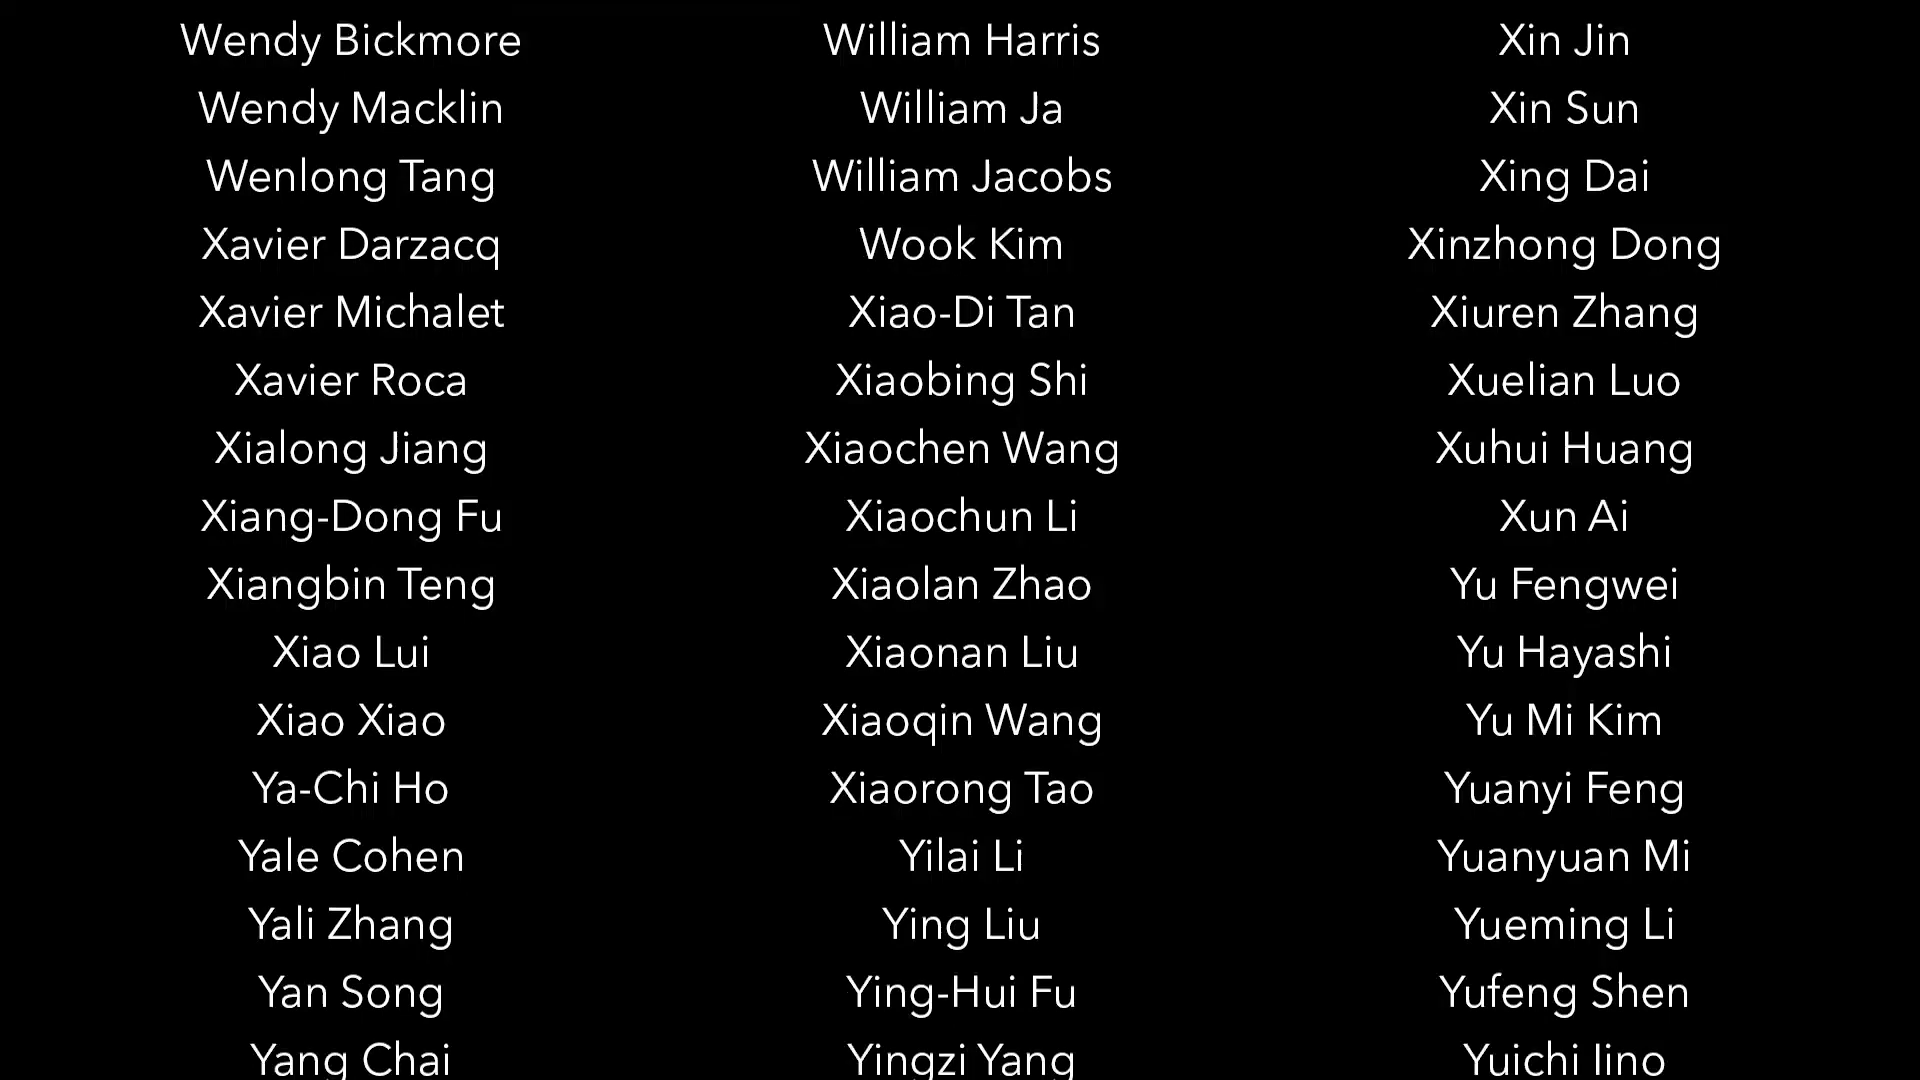 Wendy Bickmore
Wendy Macklin
Wenlong Tang
Xavier Darzacq
Xavier Michalet
Xavier Roca
Xialong Jiang
Xiang-Dong Fu
Xiangbin Teng
Xiao Lui
Xiao Xiao
Ya-Chi Ho
Yale Cohen
Yali Zhang
Yan Song
Yang Chai
William Harris
William Ja
William Jacobs
Wook Kim
Xiao-Di Tan
Xiaobing Shi
Xiaochen Wang
Xiaochun Li
Xiaolan Zhao
Xiaonan Liu
Xiaoqin Wang
Xiaorong Tao
Yilai Li
Ying Liu
Ying-Hui Fu
Yingzi Yang
Xin Jin
Xin Sun
Xing Dai
Xinzhong Dong
Xiuren Zhang
Xuelian Luo
Xuhui Huang
Xun Ai
Yu Fengwei
Yu Hayashi
Yu Mi Kim
Yuanyi Feng
Yuanyuan Mi
Yueming Li
Yufeng Shen
Yuichi Iino